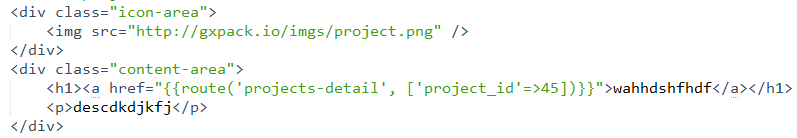 <div class="icon-area">
<img src="http://gxpack.io/imgs/project.png" />
</div>
<div class="content-area">
<h1><a href="{{route('projects-detail', ['project_id'=>45])}}">wahhdshfhdf</a></h1>
<p>descdkdjkfj</p>
</div>